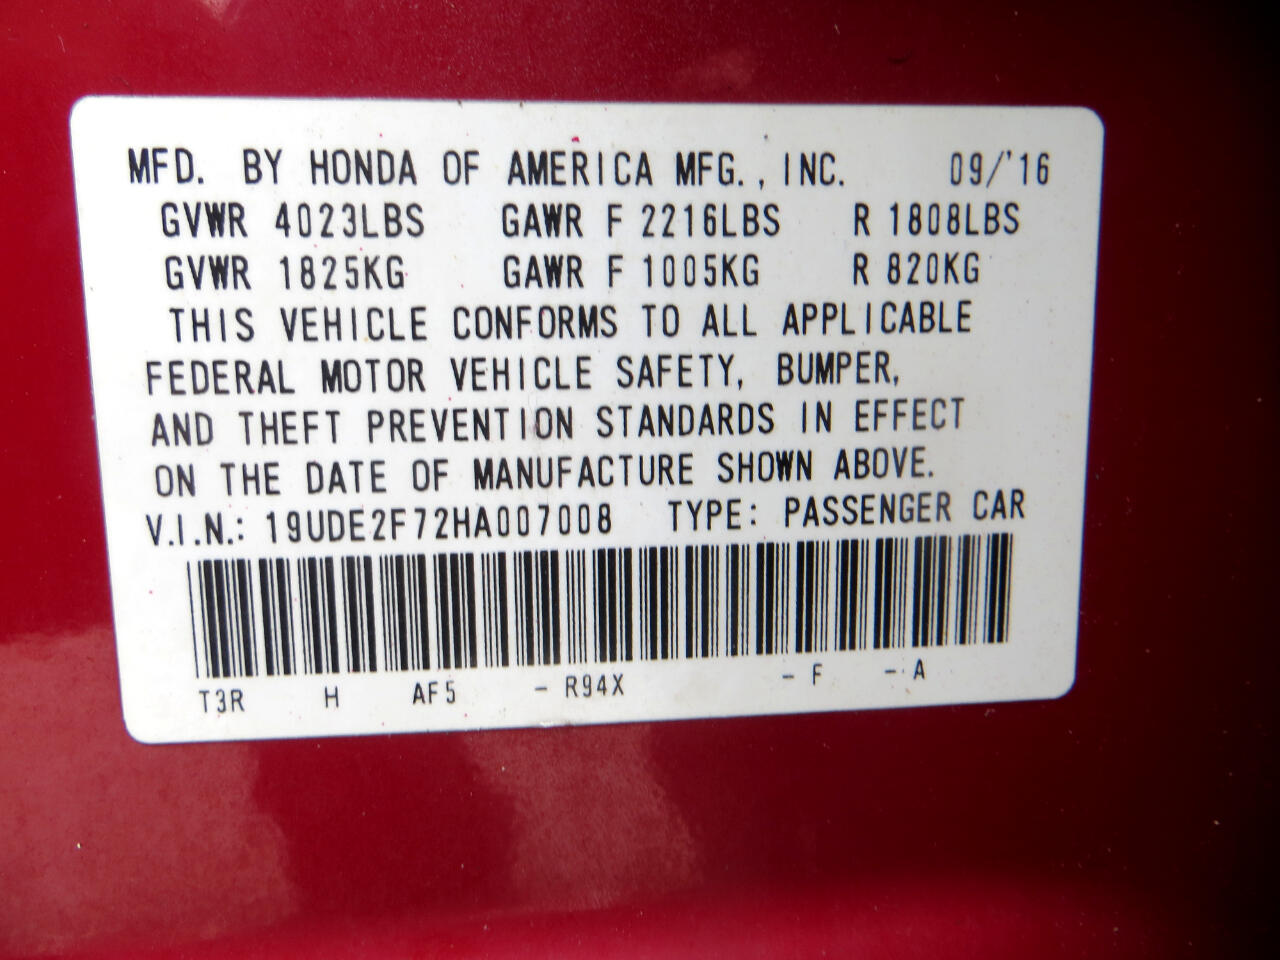 MFD. BY HONDA OF AMERICA MFG., INC. 09/'16
GVWR 4023LBS GAWR F 2216LBS R 1808LBS
GVWR 1825KG GAWR F 1005KG R 820KG
THIS VEHICLE CONFORMS TO ALL APPLICABLE
FEDERAL MOTOR VEHICLE SAFETY, BUMPER,
AND THEFT PREVENTION STANDARDS IN EFFECT
ON THE DATE OF MANUFACTURE SHOWN ABOVE.
V.I.N.: 19UDE2F72HA007008 TYPE: PASSENGER CAR
T3R H AF5 - R94X - F - A